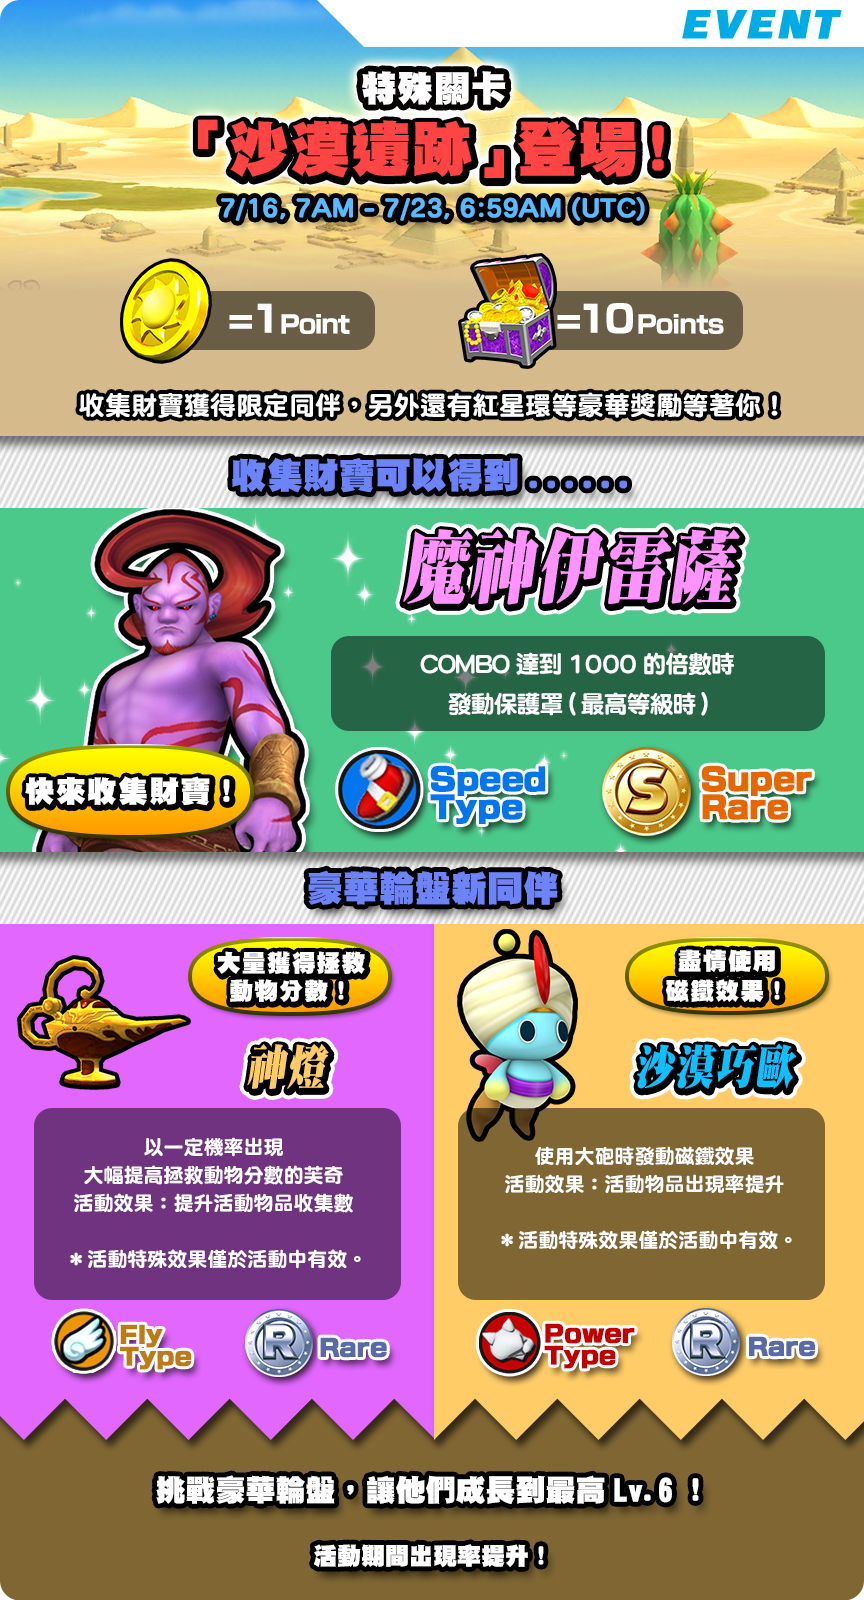 EVENT
特殊關卡
「沙漠遺跡」登場！
7/16, 7AM - 7/23, 6:59AM (UTC)
=1 Point
=10 Points
收集財寶獲得限定同伴，另外還有紅星環等豪華獎勵等著你！
收集財寶可以得到......
魔神伊雷薩
COMBO 達到 1000 的倍數時
發動保護罩 ( 最高等級時 )
快來收集財寶！
Speed
Type
S
Super
Rare
豪華輪盤新同伴
大量獲得拯救
動物分數！
神燈
以一定機率出現
大幅提高拯救動物分數的芙奇
活動效果：提升活動物品收集數
＊活動特殊效果僅於活動中有效。
Fly
Type
R
Rare
盡情使用
磁鐵效果！
沙漠巧歐
使用大砲時發動磁鐵效果
活動效果：活動物品出現率提升
＊活動特殊效果僅於活動中有效。
Power
Type
R
Rare
挑戰豪華輪盤，讓他們成長到最高 Lv.6 ！
活動期間出現率提升！